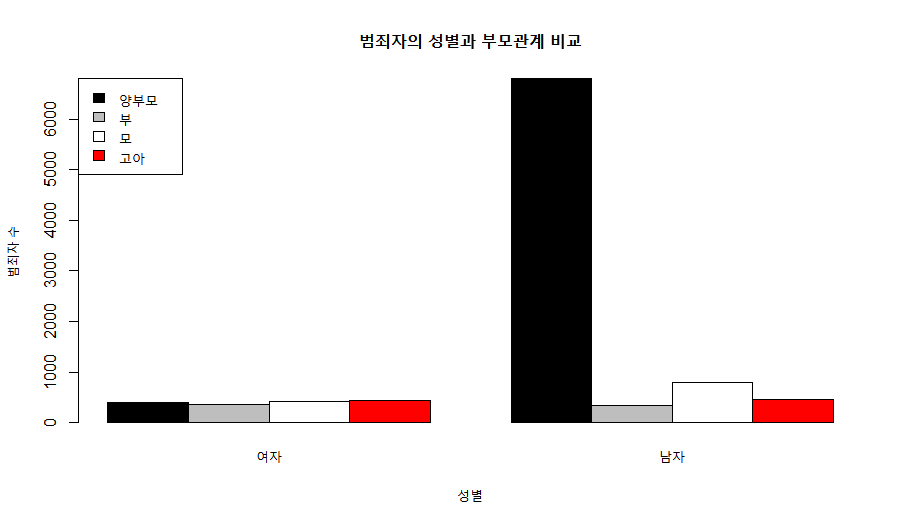 범죄자의 성별과 부모관계 비교
양부모
부
모
고아
6000
5000
4000
3000
2000
1000
0
범죄자 수
여자
남자
성별